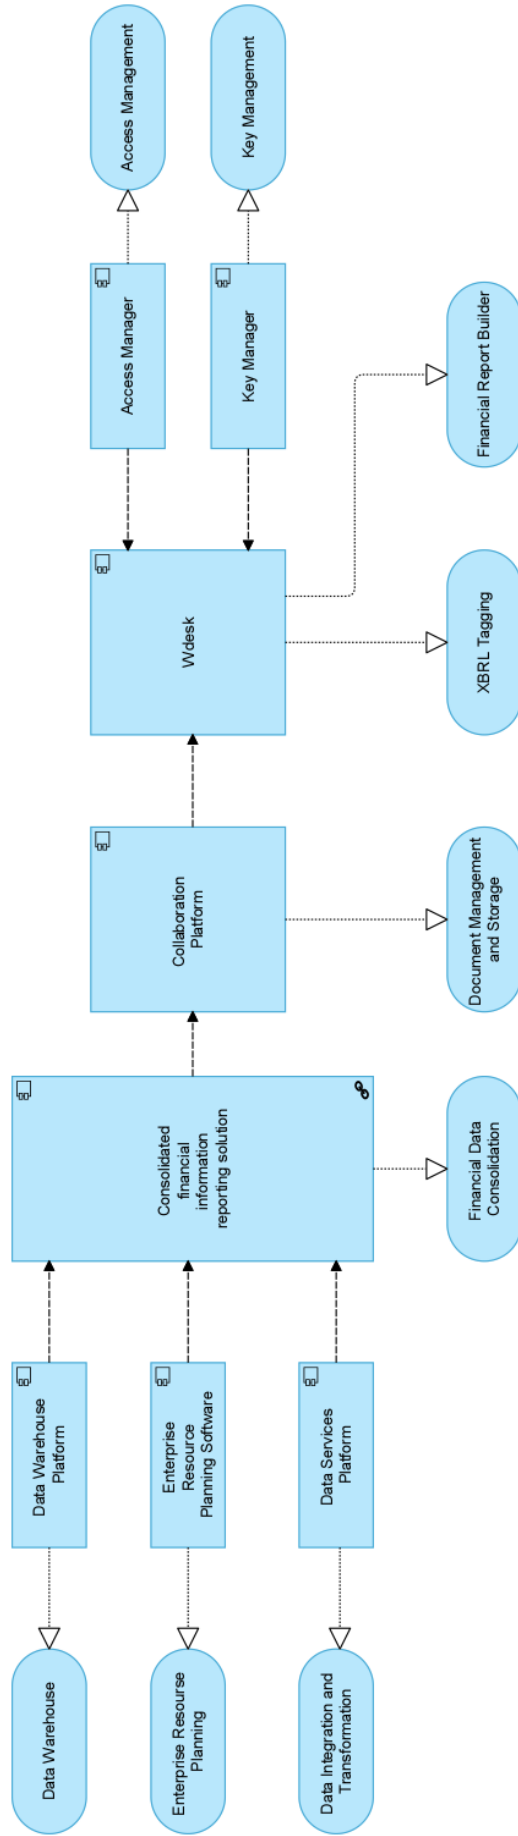 Data Warehouse
Data Warehouse
Platform
Enterprise Resourse
Planning
Enterprise
Resource
Planning Software
Data Integration and
Transformation
Data Services
Platform
Consolidated
financial
information
reporting solution
Financial Data
Consolidation
Collaboration
Platform
Document Management
and Storage
Wdesk
XBRL Tagging
Financial Report Builder
Access Manager
Access Management
Key Manager
Key Management